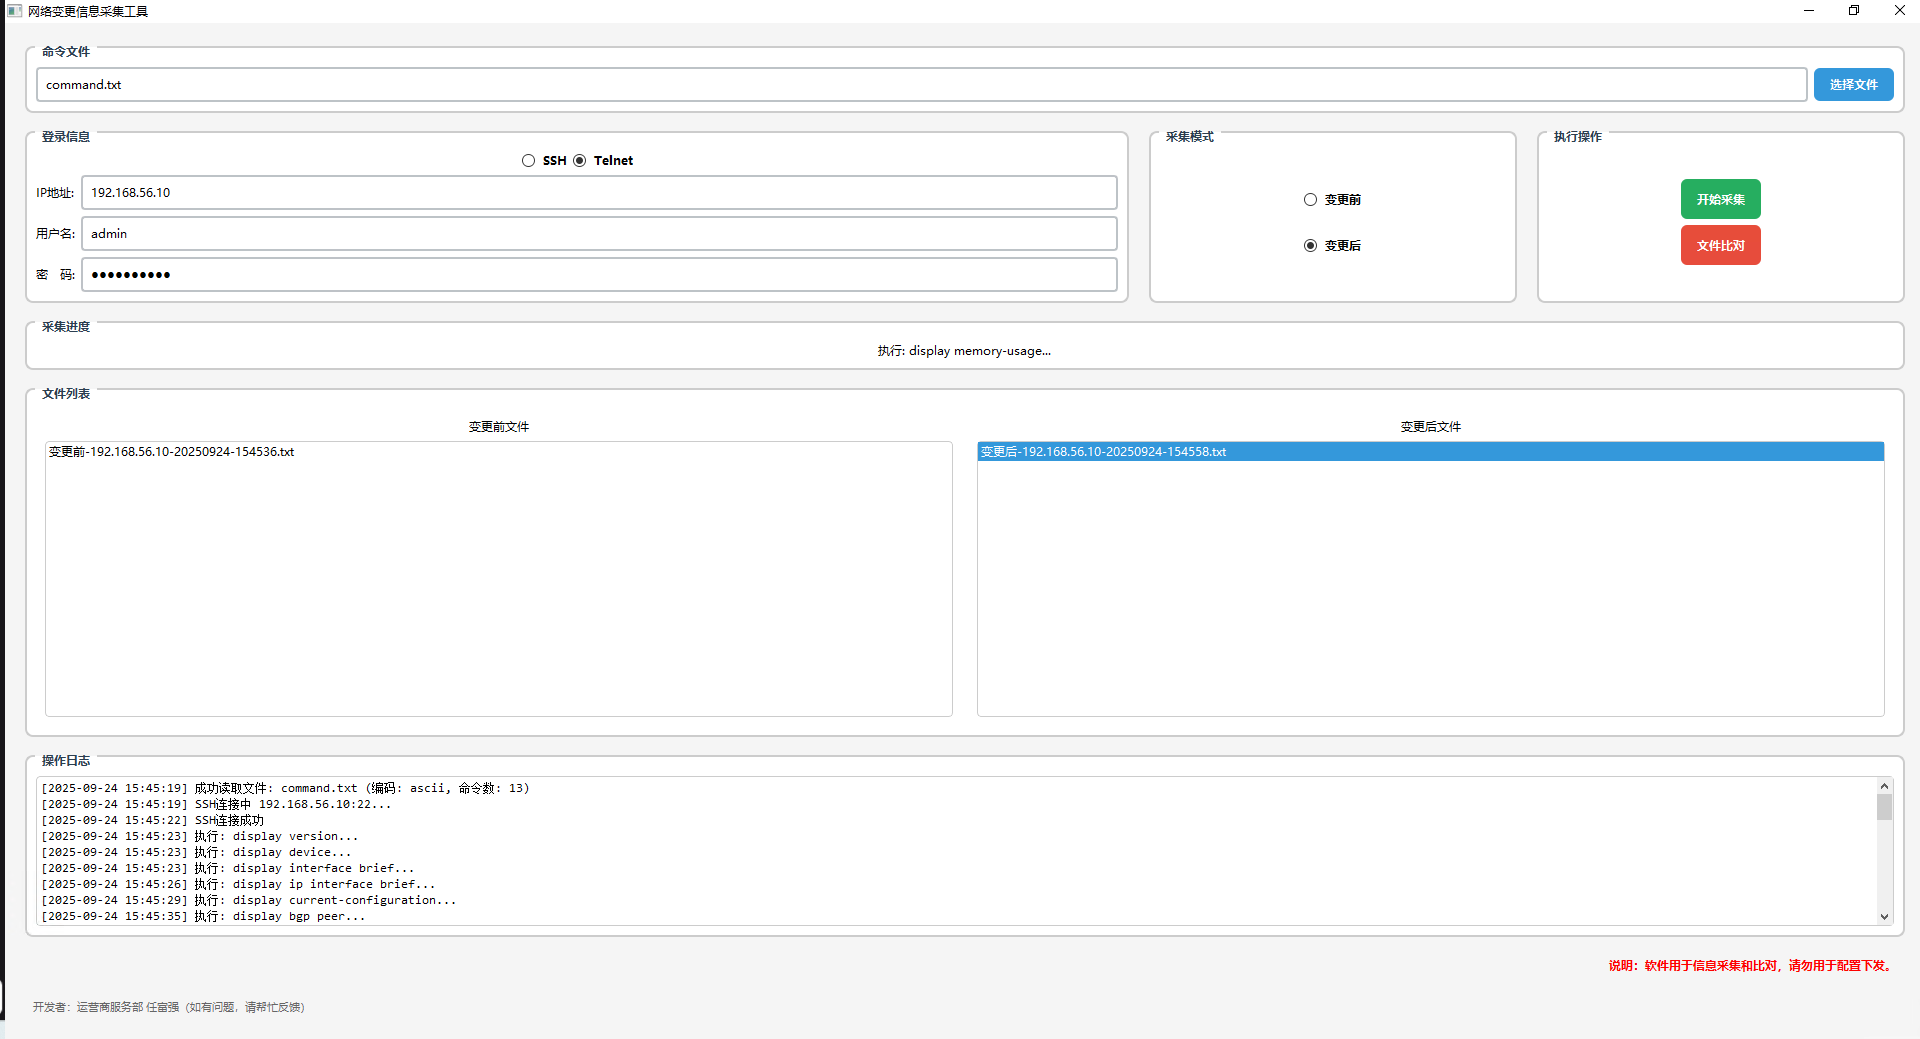 网络变更信息采集工具
命令文件
command.txt
选择文件
登录信息
SSH
Telnet
IP地址: 192.168.56.10
用户名: admin
密 码: ●●●●●●●●●●
采集模式
变更前
变更后
执行操作
开始采集
文件比对
采集进度
执行: display memory-usage...
文件列表
变更前文件
变更前-192.168.56.10-20250924-154536.txt
变更后文件
变更后-192.168.56.10-20250924-154558.txt
操作日志
[2025-09-24 15:45:19] 成功读取文件: command.txt (编码: ascii, 命令数: 13)
[2025-09-24 15:45:19] SSH连接中 192.168.56.10:22...
[2025-09-24 15:45:22] SSH连接成功
[2025-09-24 15:45:23] 执行: display version...
[2025-09-24 15:45:23] 执行: display device...
[2025-09-24 15:45:23] 执行: display interface brief...
[2025-09-24 15:45:26] 执行: display ip interface brief...
[2025-09-24 15:45:29] 执行: display current-configuration...
[2025-09-24 15:45:35] 执行: display bgp peer...
说明：软件用于信息采集和比对，请勿用于配置下发。
开发者：运营商服务部 任富强（如有问题，请帮忙反馈）